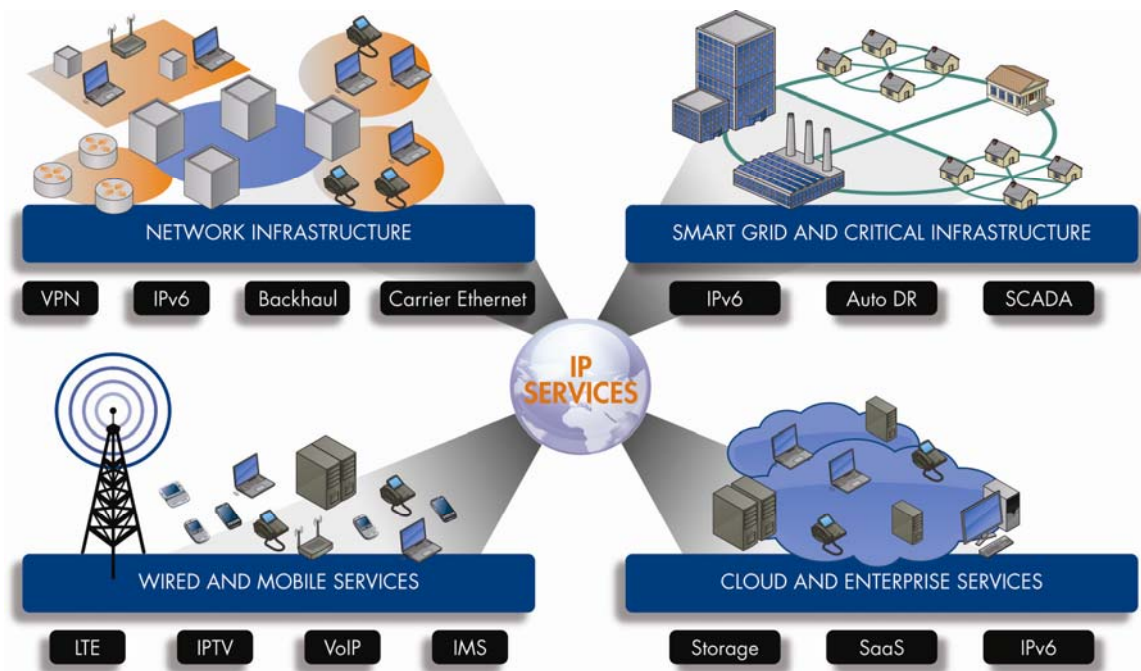 NETWORK INFRASTRUCTURE
VPN
IPv6
Backhaul
Carrier Ethernet
SMART GRID AND CRITICAL INFRASTRUCTURE
IPv6
Auto DR
SCADA
IP
SERVICES
WIRED AND MOBILE SERVICES
LTE
IPTV
VoIP
IMS
CLOUD AND ENTERPRISE SERVICES
Storage
SaaS
IPv6